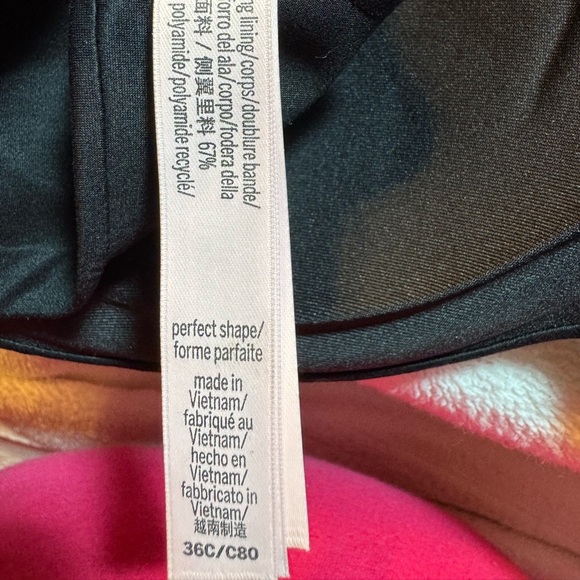 lining/corps/doublure bande/
del ala/corpo/fodera della
面料 / 侧翼里料 67%
polyamide/polyamide recyclé/
perfect shape/
forme parfaite
made in
Vietnam/
fabriqué au
Vietnam/
hecho en
Vietnam/
fabbricato in
Vietnam/
越南制造
36C/C80